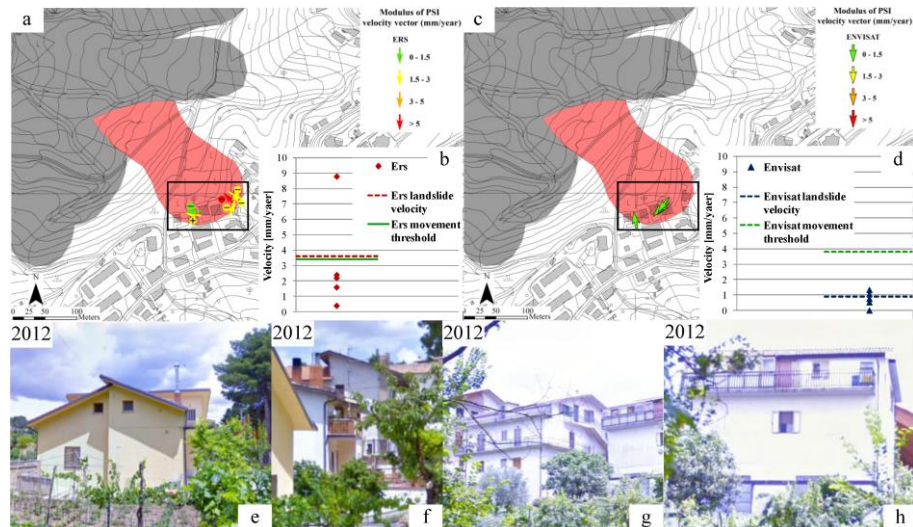 a
Modulus of PSI
velocity vector (mm/year)
ERS
0 - 1.5
1.5 - 3
3 - 5
> 5
b
10
9
8
7
6
5
4
3
2
1
0
Velocity [mm/yaer]
Ers
Ers landslide
velocity
Ers movement
threshold
N
0 25 50 100
Meters
c
Modulus of PSI
velocity vector (mm/year)
ENVISAT
0 - 1.5
1.5 - 3
3 - 5
> 5
d
10
9
8
7
6
5
4
3
2
1
0
Velocity [mm/yaer]
Envisat
Envisat landslide
velocity
Envisat movement
threshold
N
0 25 50 100
Meters
2012
e
2012
f
2012
g
2012
h